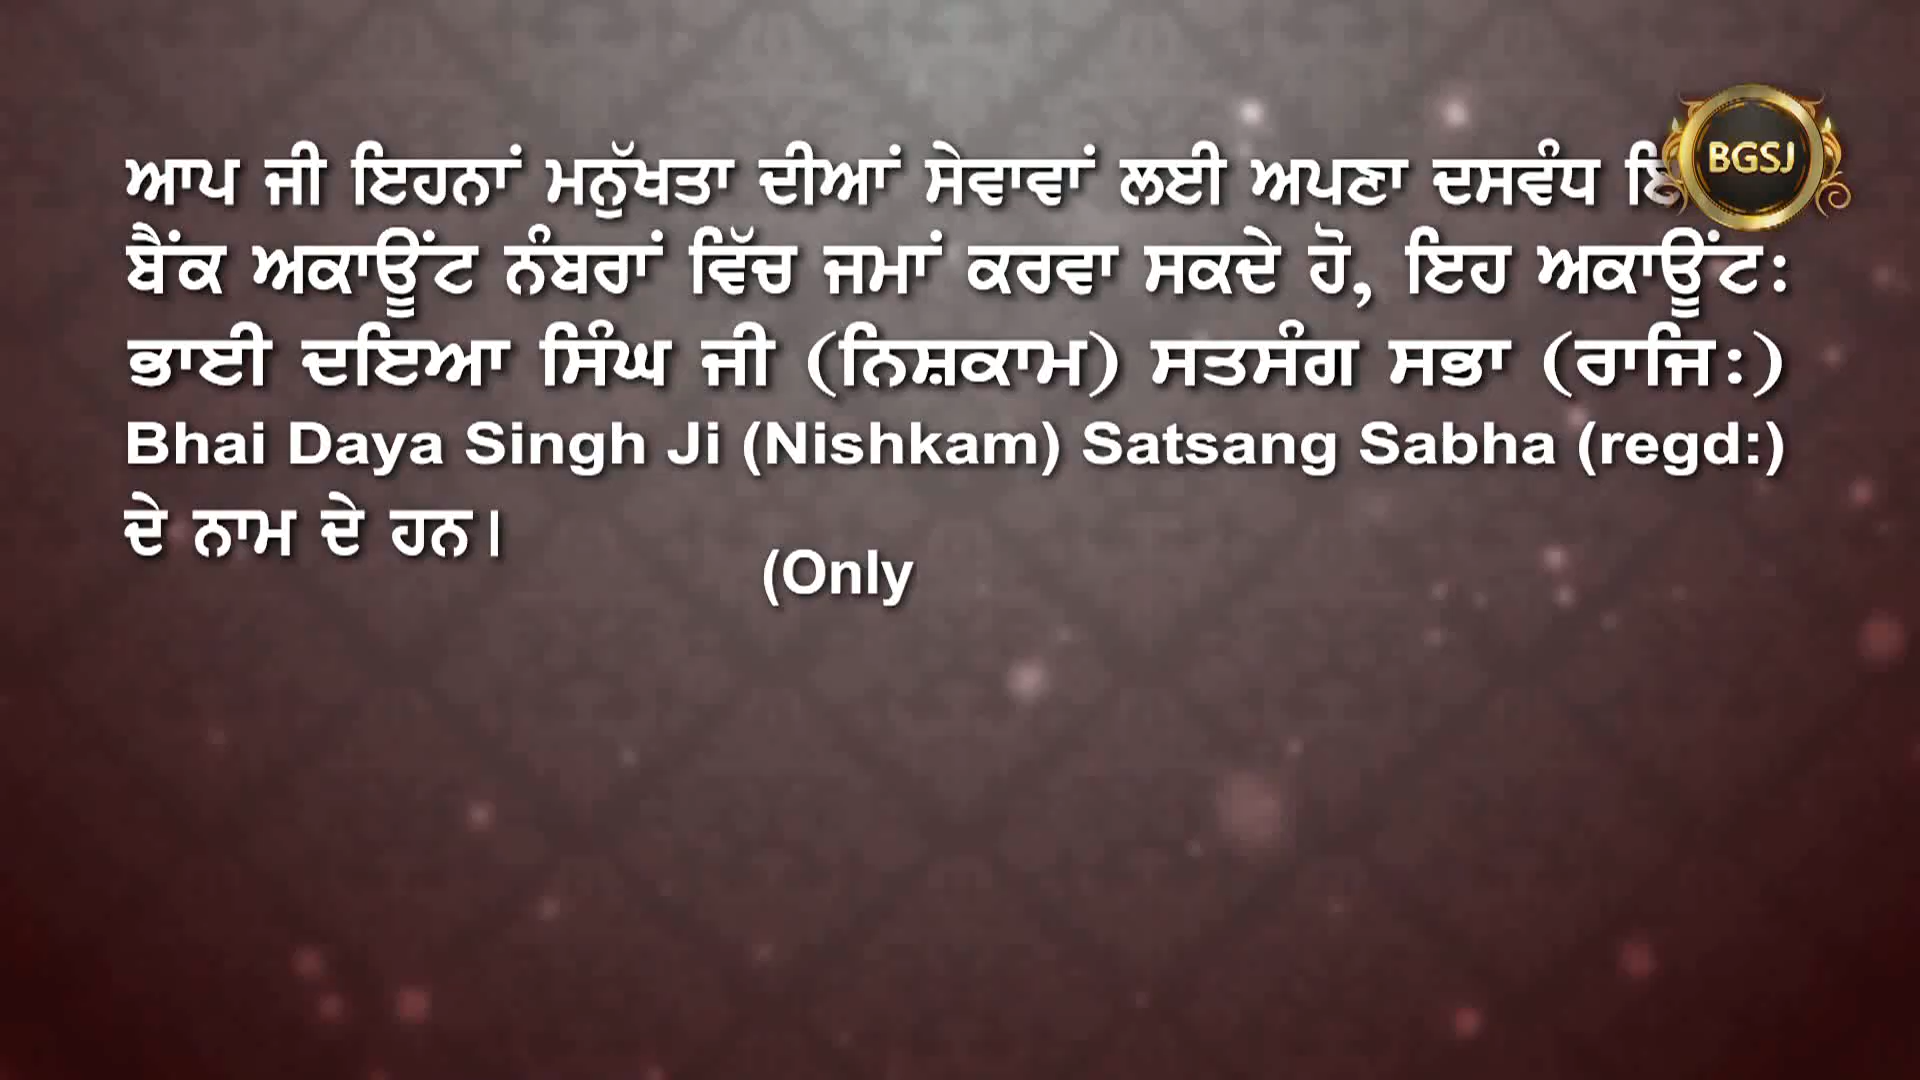 ਆਪ ਜੀ ਇਹਨਾਂ ਮਨੁੱਖਤਾ ਦੀਆਂ ਸੇਵਾਵਾਂ ਲਈ ਅਪਣਾ ਦਸਵੰਧ
BGSJ
ਬੈਂਕ ਅਕਾਊਂਟ ਨੰਬਰਾਂ ਵਿੱਚ ਜਮਾਂ ਕਰਵਾ ਸਕਦੇ ਹੋ, ਇਹ ਅਕਾਊਂਟ:
ਭਾਈ ਦਇਆ ਸਿੰਘ ਜੀ (ਨਿਸ਼ਕਾਮ) ਸਤਸੰਗ ਸਭਾ (ਰਾਜਿ:)
Bhai Daya Singh Ji (Nishkam) Satsang Sabha (regd:)
ਦੇ ਨਾਮ ਦੇ ਹਨ।
(Only